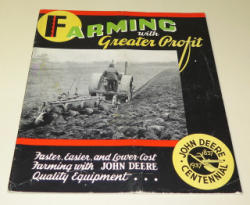 FARMING
with
Greater Profit
Faster, Easier, and Lower-Cost
Farming with JOHN DEERE
Quality Equipment ....
JOHN DEERE
CENTENNIAL